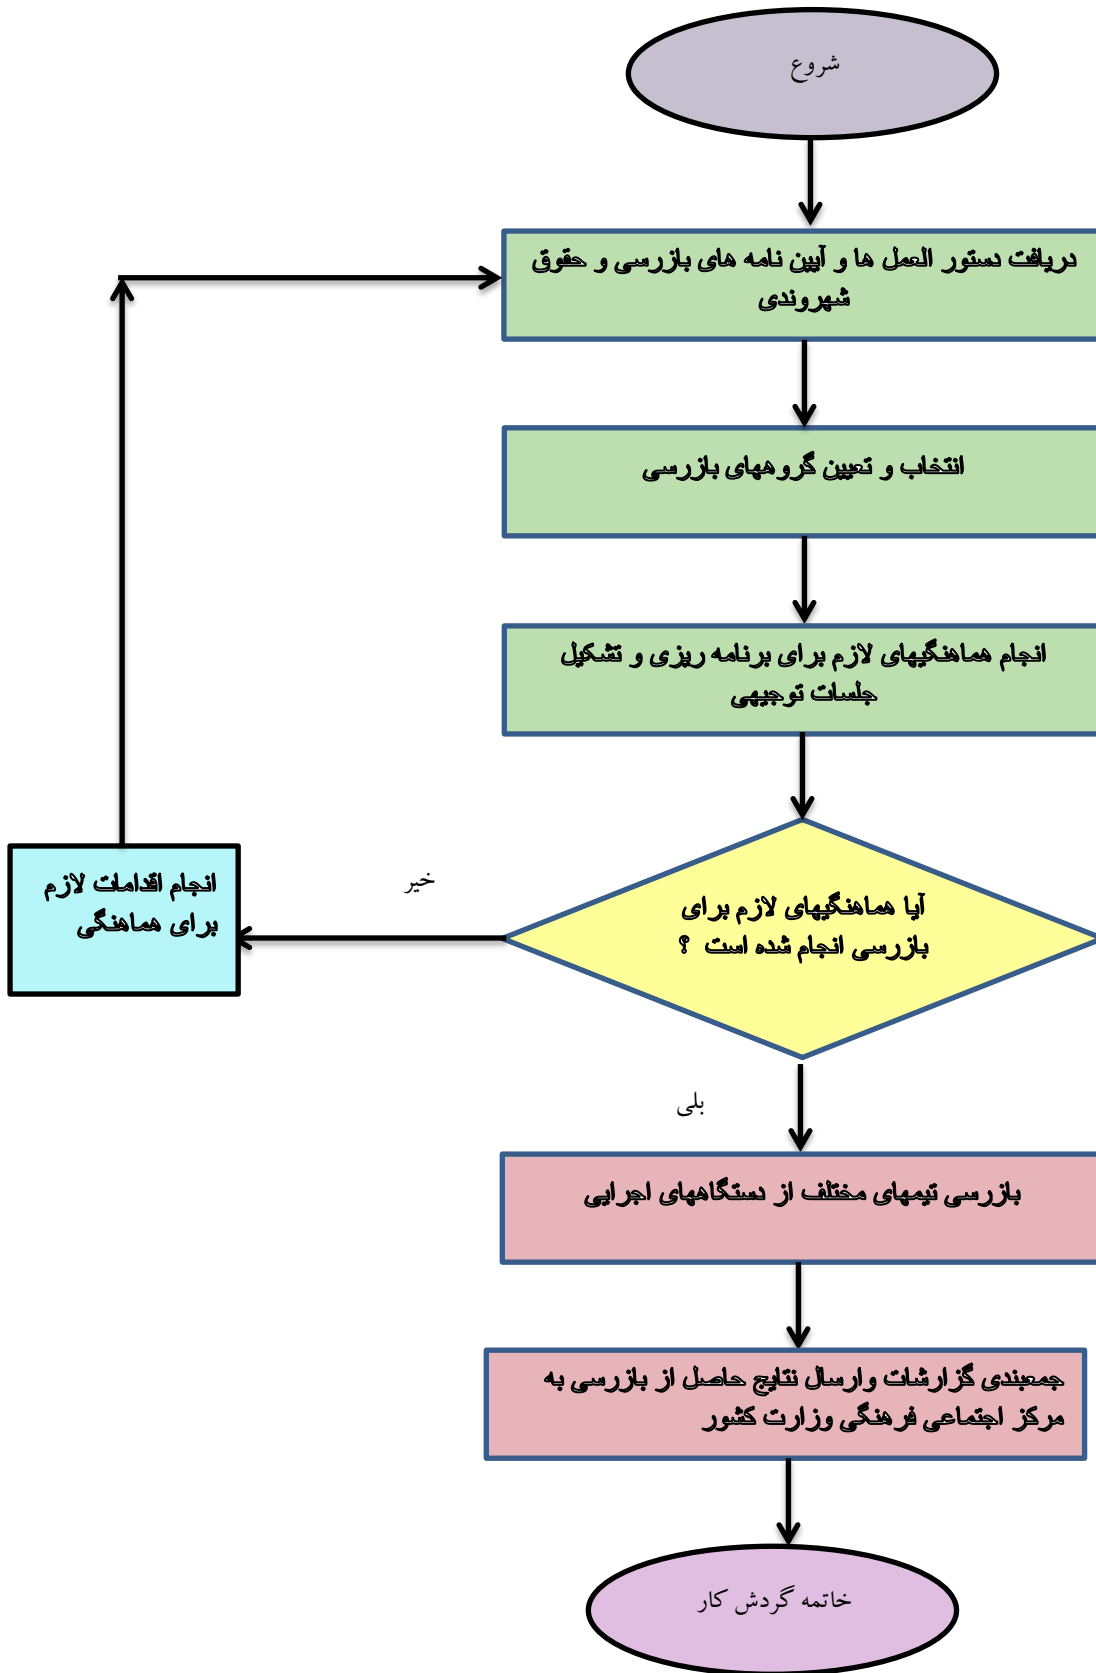 شروع
دریافت دستور العمل ها و آیین نامه های بازرسی و حقوق
شهروندی
انتخاب و تعیین گروههای بازرسی
انجام هماهنگیهای لازم برای برنامه ریزی و تشکیل
جلسات توجیهی
آیا هماهنگیهای لازم برای
بازرسی انجام شده است ؟
خیر
انجام اقدامات لازم
برای هماهنگی
بلی
بازرسی تیمهای مختلف از دستگاههای اجرایی
جمعبندی گزارشات وارسال نتایج حاصل از بازرسی به
مرکز اجتماعی فرهنگی وزارت کشور
خاتمه گردش کار